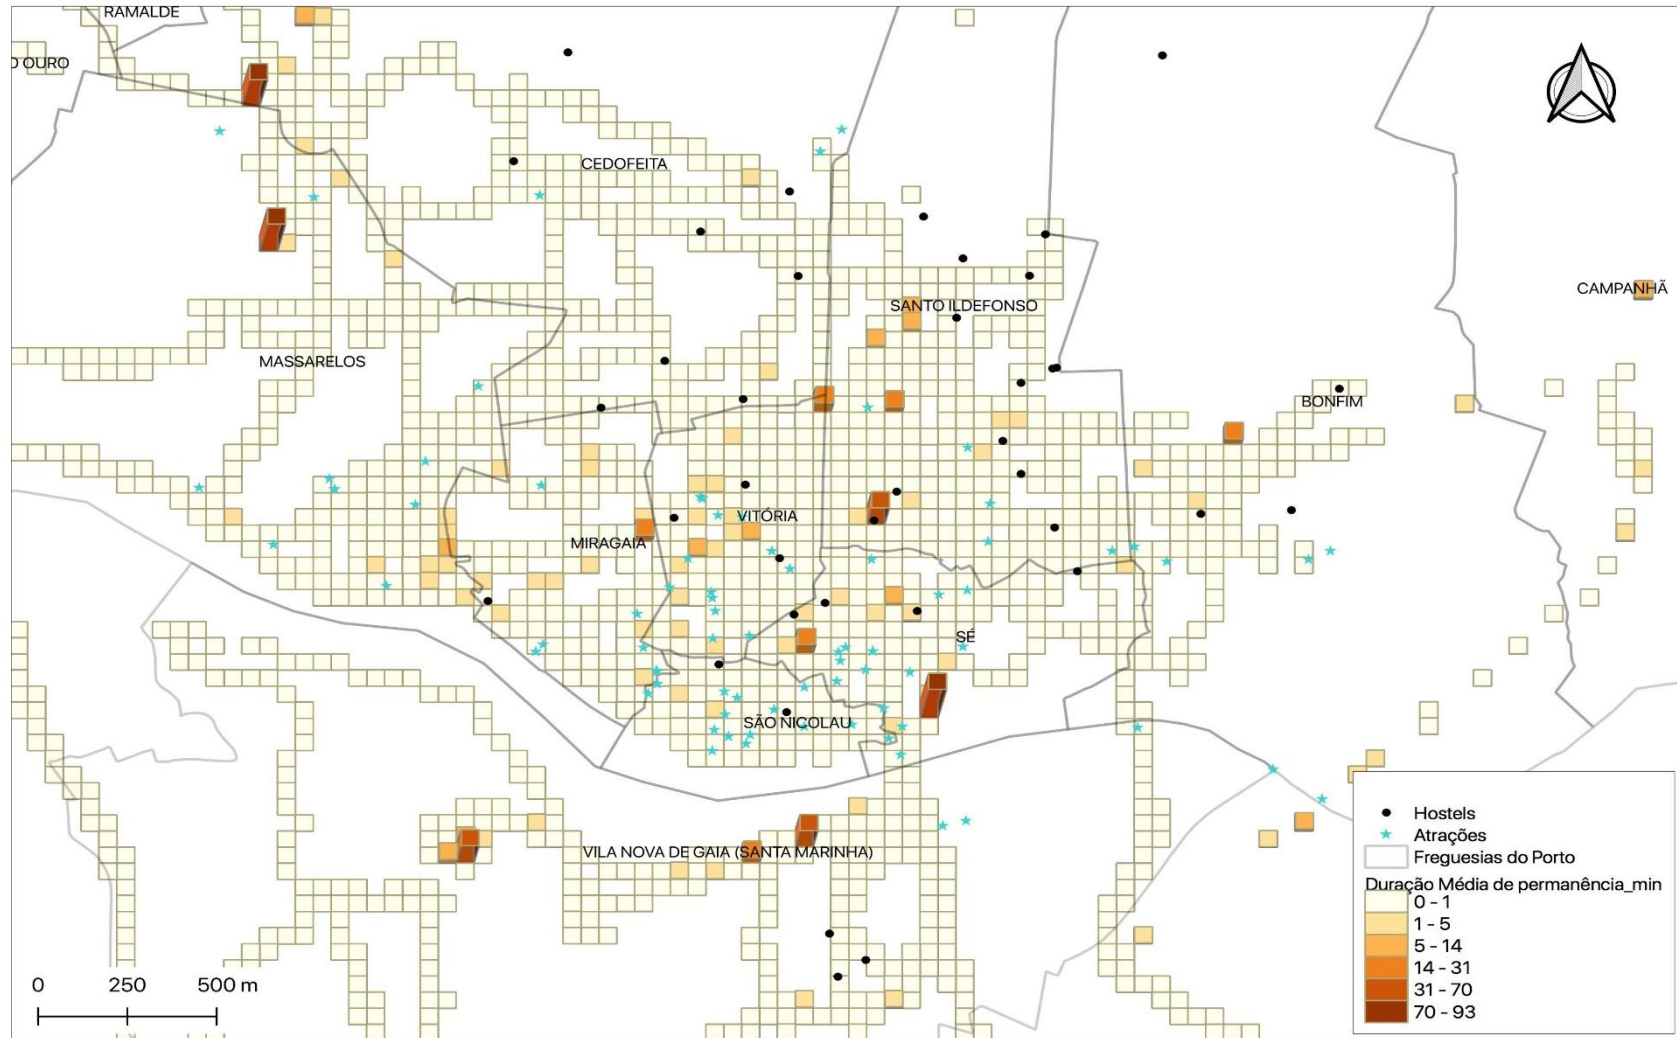 RAMALDE
O OURO
CEDOFEITA
CAMPANHÃ
SANTO ILDEFONSO
MASSARELOS
BONFIM
VITÓRIA
MIRAGAIA
SÉ
SÃO NICOLAU
VILA NOVA DE GAIA (SANTA MARINHA)
Hostels
Atrações
Freguesias do Porto
Duração Média de permanência_min
0 - 1
1 - 5
5 - 14
14 - 31
31 - 70
70 - 93
0 250 500 m